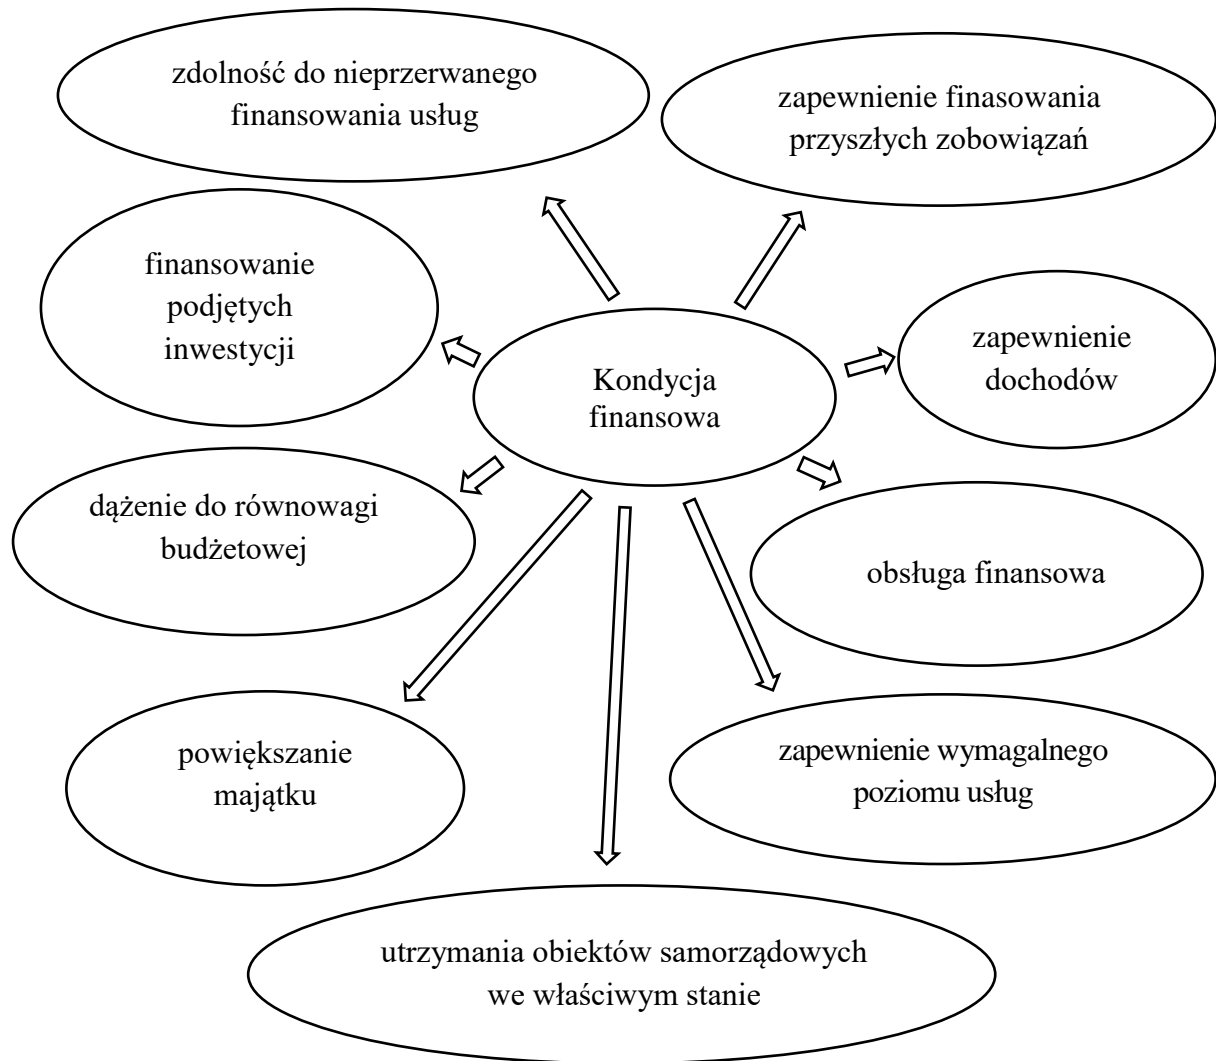 zdolność do nieprzerwanego
finansowania usług
zapewnienie finasowania
przyszłych zobowiązań
finansowanie
podjętych
inwestycji
zapewnienie
dochodów
Kondycja
finansowa
dążenie do równowagi
budżetowej
obsługa finansowa
powiększanie
majątku
zapewnienie wymagalnego
poziomu usług
utrzymania obiektów samorządowych
we właściwym stanie